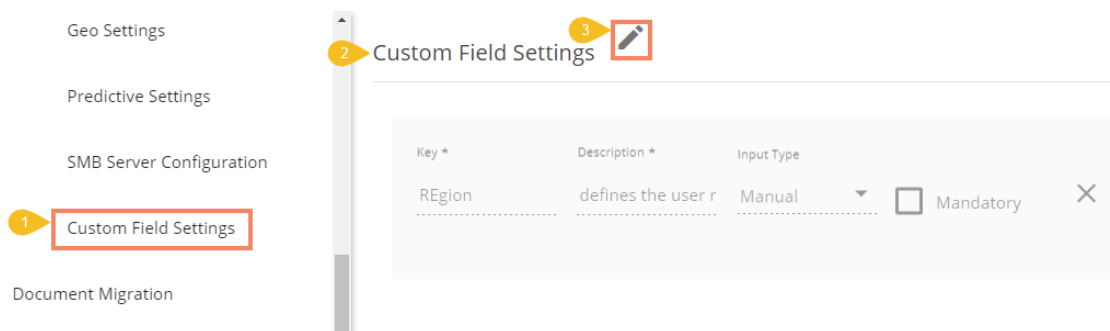 Geo Settings
Predictive Settings
SMB Server Configuration
1 Custom Field Settings
Document Migration
2 Custom Field Settings 3
Key * Description * Input Type
REgion defines the user r Manual Mandatory